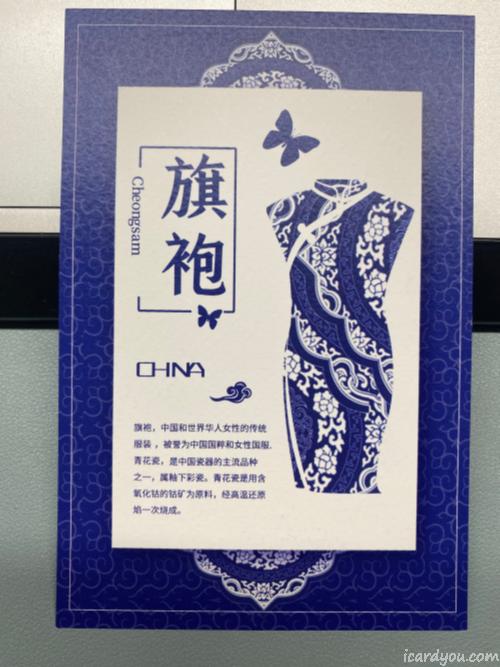 旗袍
Cheongsam
CHINA
旗袍，中国和世界华人女性的传统
服装，被誉为中国国粹和女性国服.
青花瓷，是中国瓷器的主流品种
之一，属釉下彩瓷。青花瓷是用含
氧化钴的钴矿为原料，经高温还原
焰一次烧成。
icardyou.com